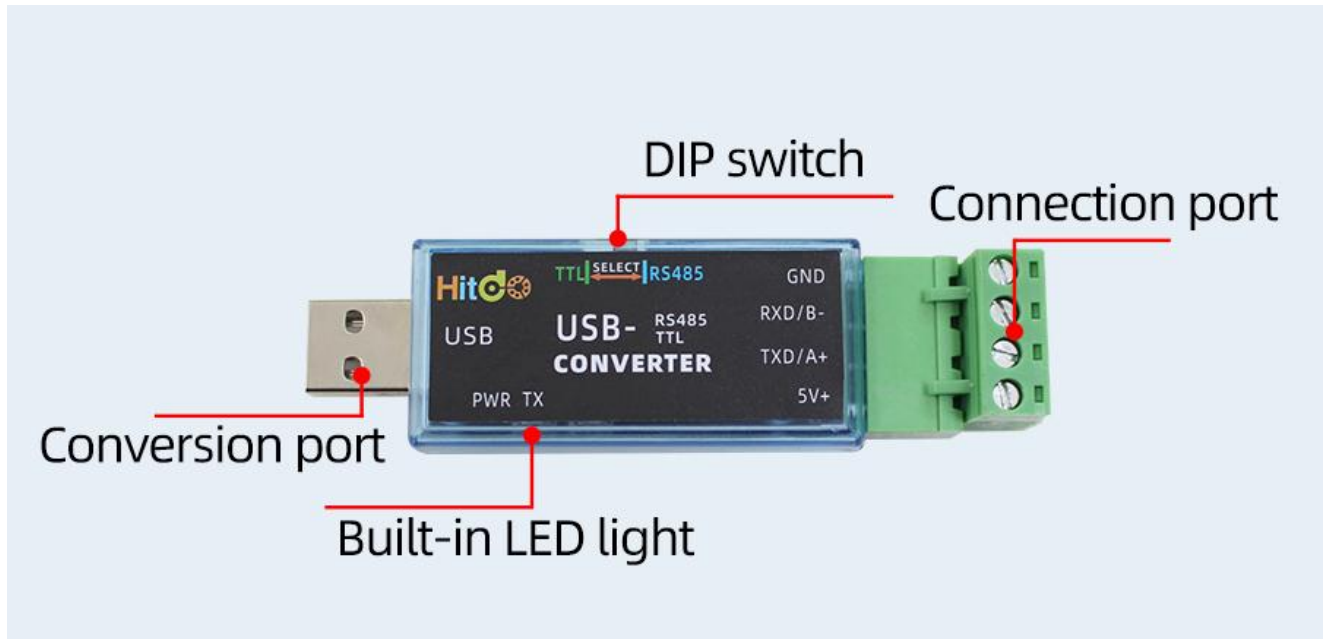 DIP switch
Connection port
Hitdo
TTL SELECT RS485
GND
USB
USB- RS485
TTL
RXD/B-
CONVERTER
TXD/A+
PWR TX
5V+
Conversion port
Built-in LED light